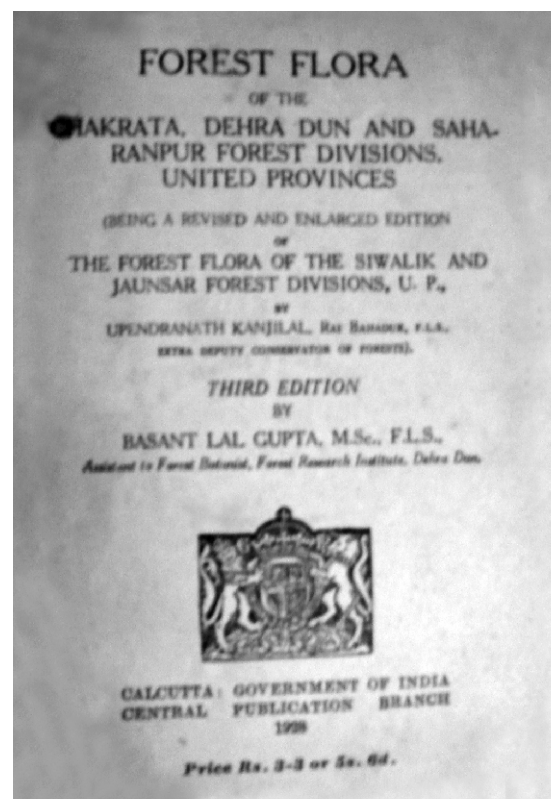 FOREST FLORA
OF THE
CHAKRATA, DEHRA DUN AND SAHA-
RANPUR FOREST DIVISIONS,
UNITED PROVINCES
(BEING A REVISED AND ENLARGED EDITION
OF
THE FOREST FLORA OF THE SIWALIK AND
JAUNSAR FOREST DIVISIONS, U. P.,
BY
UPENDRANATH KANJILAL, RAI BAHADUR, F.L.S.,
EXTRA DEPUTY CONSERVATOR OF FORESTS).
THIRD EDITION
BY
BASANT LAL GUPTA, M.Sc., F.L.S.,
Assistant to Forest Botanist, Forest Research Institute, Dehra Dun.
CALCUTTA: GOVERNMENT OF INDIA
CENTRAL PUBLICATION BRANCH
1928
Price Rs. 3-3 or 5s. 6d.